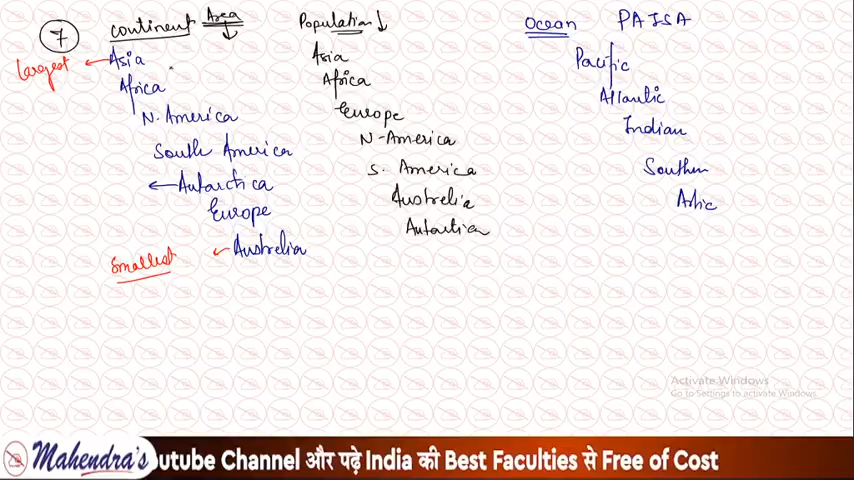 7
Continent Area ↓
Largest ← Asia
Africa
N. America
South America
← Antarctica
Europe
Smallest ← Austrelia
Population ↓
Asia
Africa
Europe
N-America
S. America
Austrelia
Antartica
Ocean PAISA
Pacific
Atlantic
Indian
Southern
Artic
Activate Windows
Go to Settings to activate Windows.
Mahendra's outube Channel और पढ़े India की Best Faculties से Free of Cost